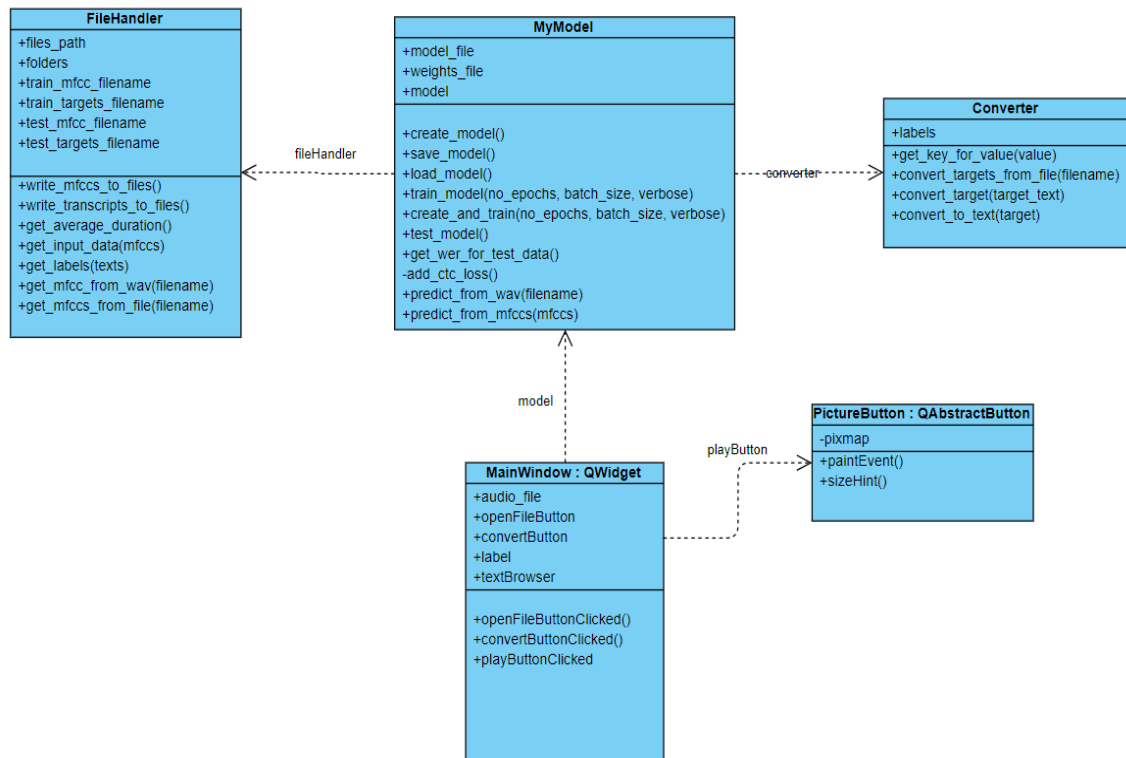 FileHandler
+files_path
+folders
+train_mfcc_filename
+train_targets_filename
+test_mfcc_filename
+test_targets_filename
+write_mfccs_to_files()
+write_transcripts_to_files()
+get_average_duration()
+get_input_data(mfccs)
+get_labels(texts)
+get_mfcc_from_wav(filename)
+get_mfccs_from_file(filename)
fileHandler
MyModel
+model_file
+weights_file
+model
+create_model()
+save_model()
+load_model()
+train_model(no_epochs, batch_size, verbose)
+create_and_train(no_epochs, batch_size, verbose)
+test_model()
+get_wer_for_test_data()
-add_ctc_loss()
+predict_from_wav(filename)
+predict_from_mfccs(mfccs)
converter
Converter
+labels
+get_key_for_value(value)
+convert_targets_from_file(filename)
+convert_target(target_text)
+convert_to_text(target)
model
MainWindow : QWidget
+audio_file
+openFileButton
+convertButton
+label
+textBrowser
+openFileButtonClicked()
+convertButtonClicked()
+playButtonClicked
playButton
PictureButton : QAbstractButton
-pixmap
+paintEvent()
+sizeHint()